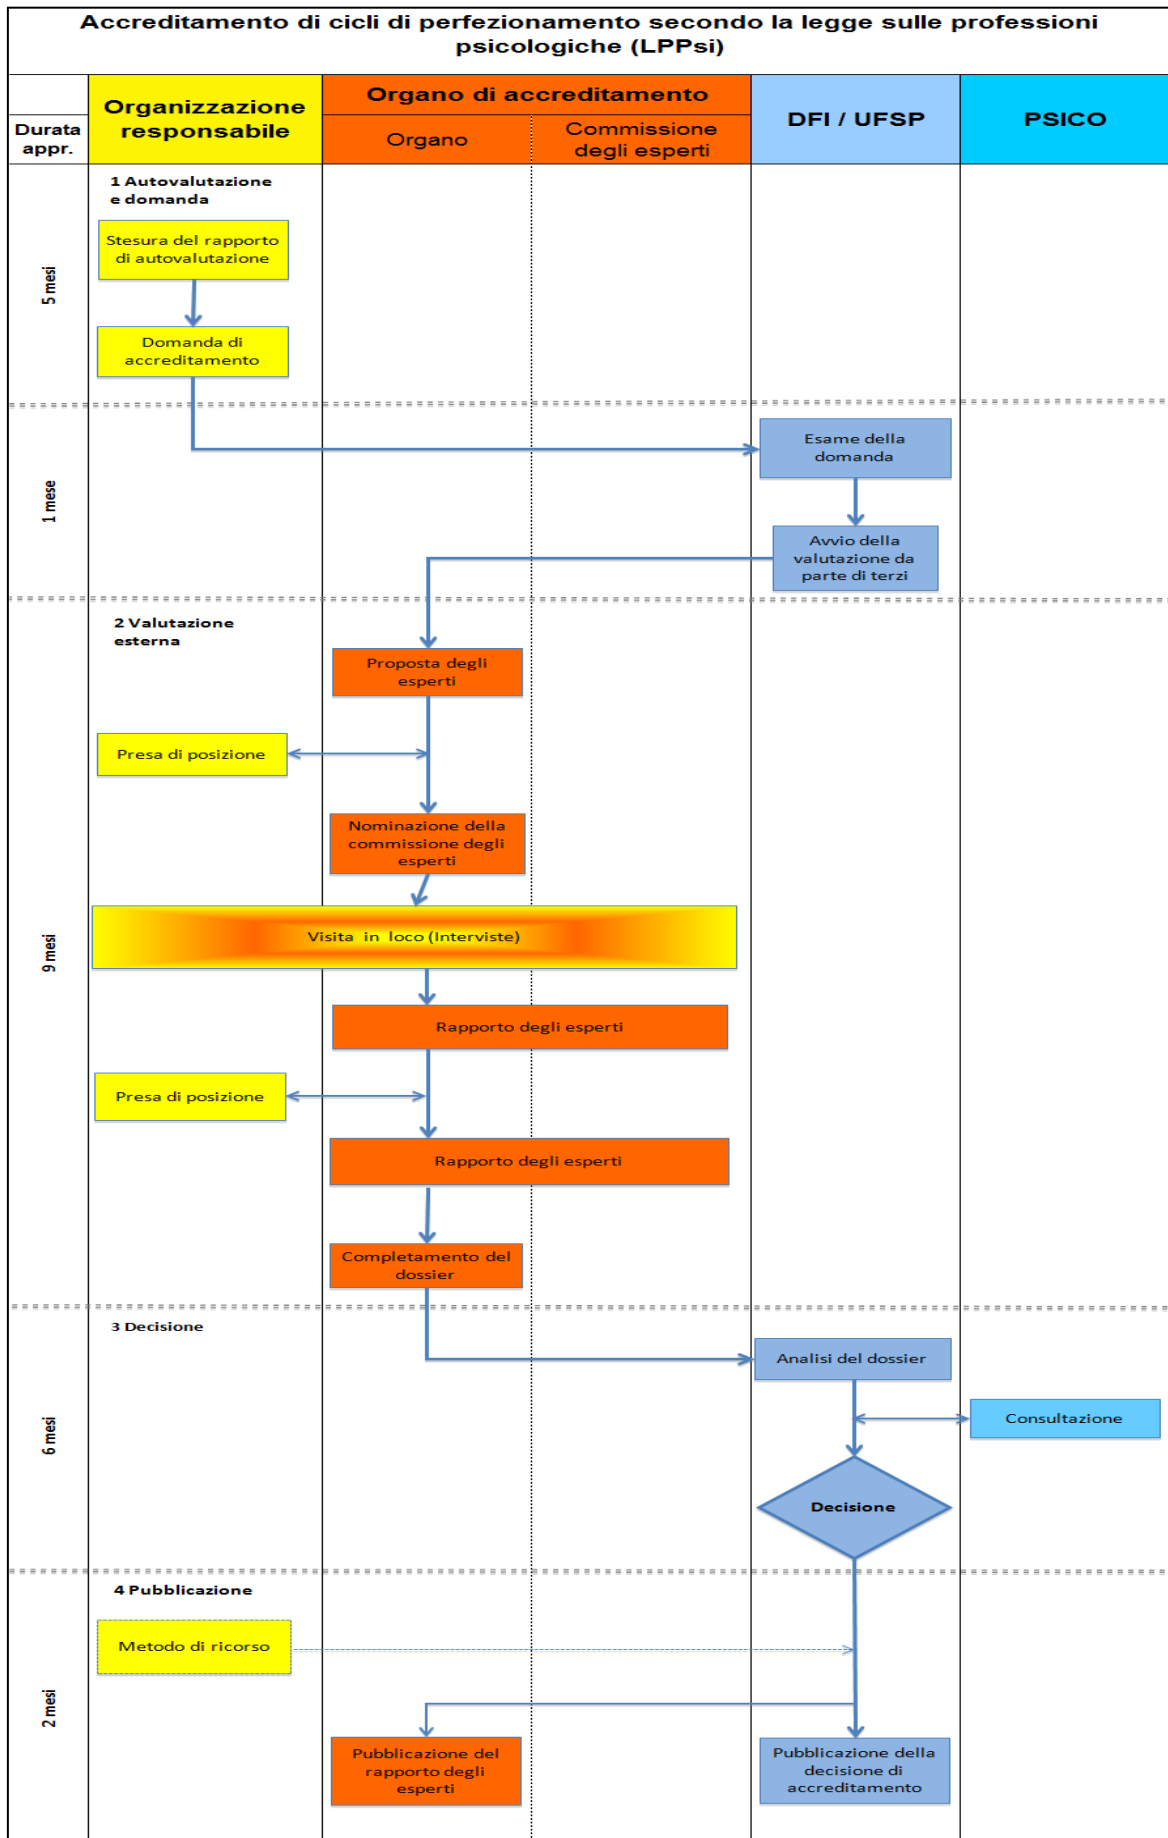 Accreditamento di cicli di perfezionamento secondo la legge sulle professioni
psicologiche (LPPsi)
Durata
appr.
Organizzazione
responsabile
Organo di accreditamento
Organo
Commissione
degli esperti
DFI / UFSP
PSICO
5 mesi
1 Autovalutazione
e domanda
Stesura del rapporto
di autovalutazione
Domanda di
accreditamento
1 mese
Esame della
domanda
Avvio della
valutazione da
parte di terzi
9 mesi
2 Valutazione
esterna
Proposta degli
esperti
Presa di posizione
Nominazione della
commissione degli
esperti
Visita in loco (Interviste)
Rapporto degli esperti
Presa di posizione
Rapporto degli esperti
Completamento del
dossier
6 mesi
3 Decisione
Analisi del dossier
Consultazione
Decisione
2 mesi
4 Pubblicazione
Metodo di ricorso
Pubblicazione del
rapporto degli
esperti
Pubblicazione della
decisione di
accreditamento